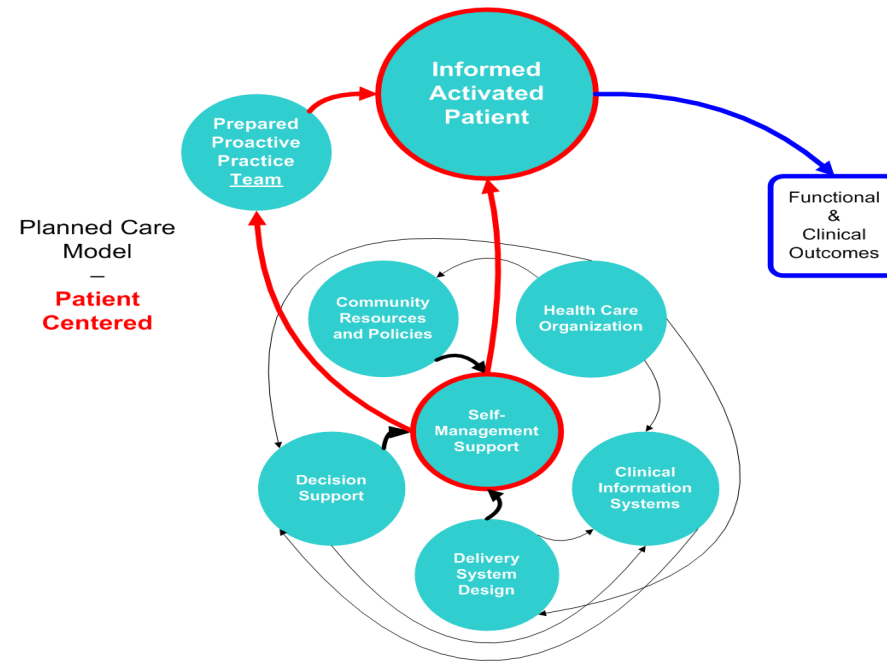 Informed
Activated
Patient
Prepared
Proactive
Practice
Team
Functional
&
Clinical
Outcomes
Planned Care
Model
–
Patient
Centered
Community
Resources
and Policies
Health Care
Organization
Self-
Management
Support
Decision
Support
Clinical
Information
Systems
Delivery
System
Design